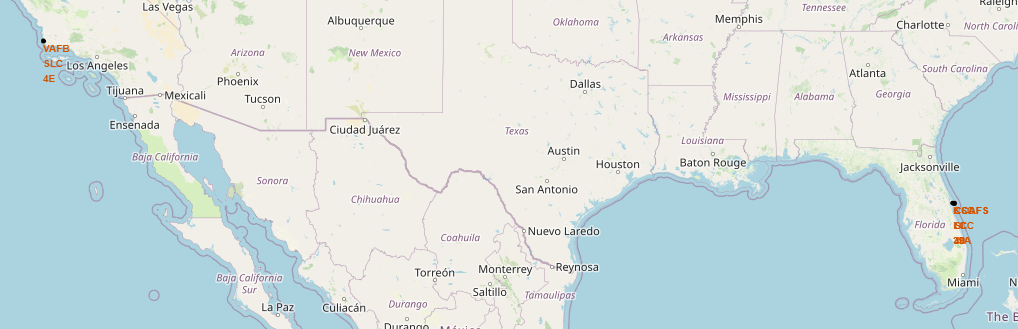 Las Vegas
Albuquerque
Oklahoma
Memphis
Tennessee
Raleigh
Charlotte
North Caroli
VAFB
SLC
4E
Los Angeles
Arizona
New Mexico
Arkansas
Phoenix
Dallas
Atlanta
South Carolina
Tijuana
Mexicali
Tucson
Mississippi
Alabama
Georgia
Ensenada
Ciudad Juárez
Texas
Louisiana
Baja California
Austin
Houston
Baton Rouge
Jacksonville
Sonora
San Antonio
Chihuahua
Florida
Coahuila
Nuevo Laredo
Baja California
Sur
Torreón
Monterrey
Reynosa
Miami
Saltillo
Tamaulipas
La Paz
Culiacán
Durango
Durango
México
The B